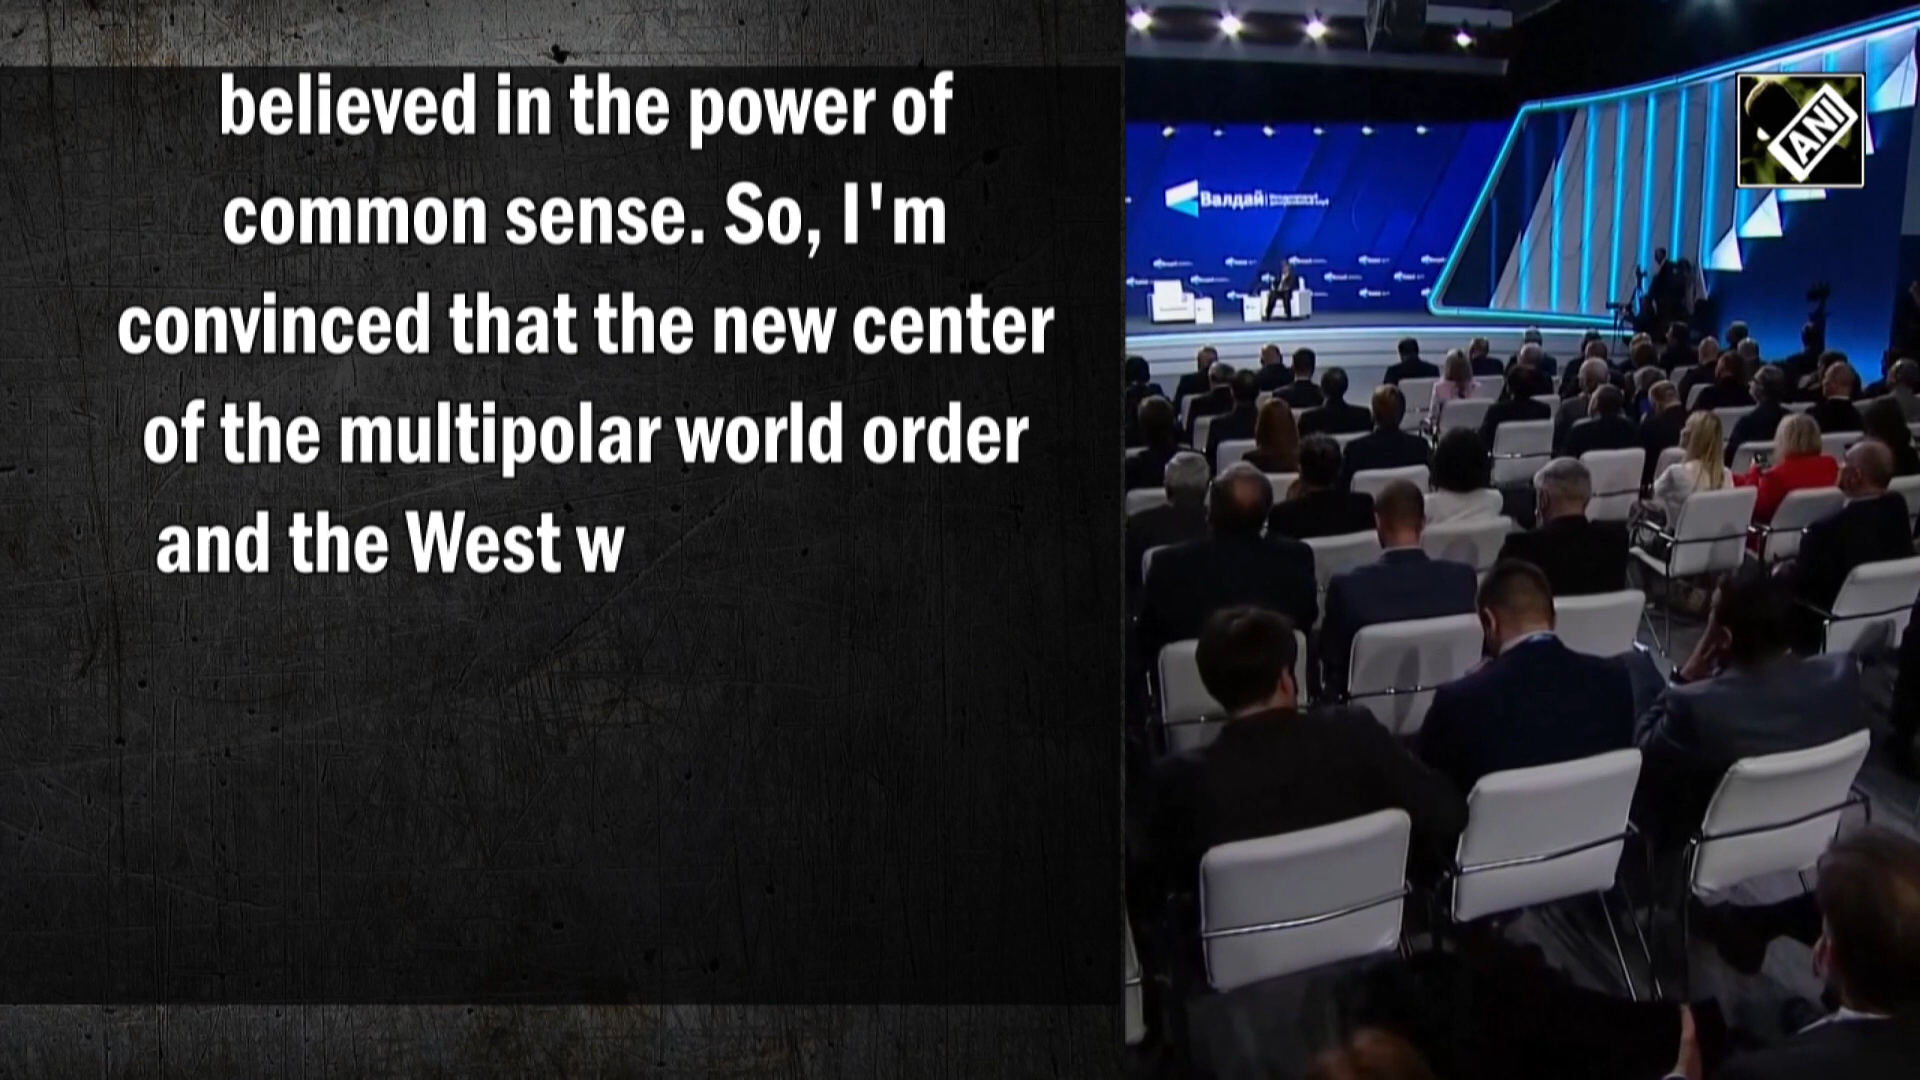 believed in the power of
common sense. So, I'm
convinced that the new center
of the multipolar world order
and the West w
Валдай
ANI